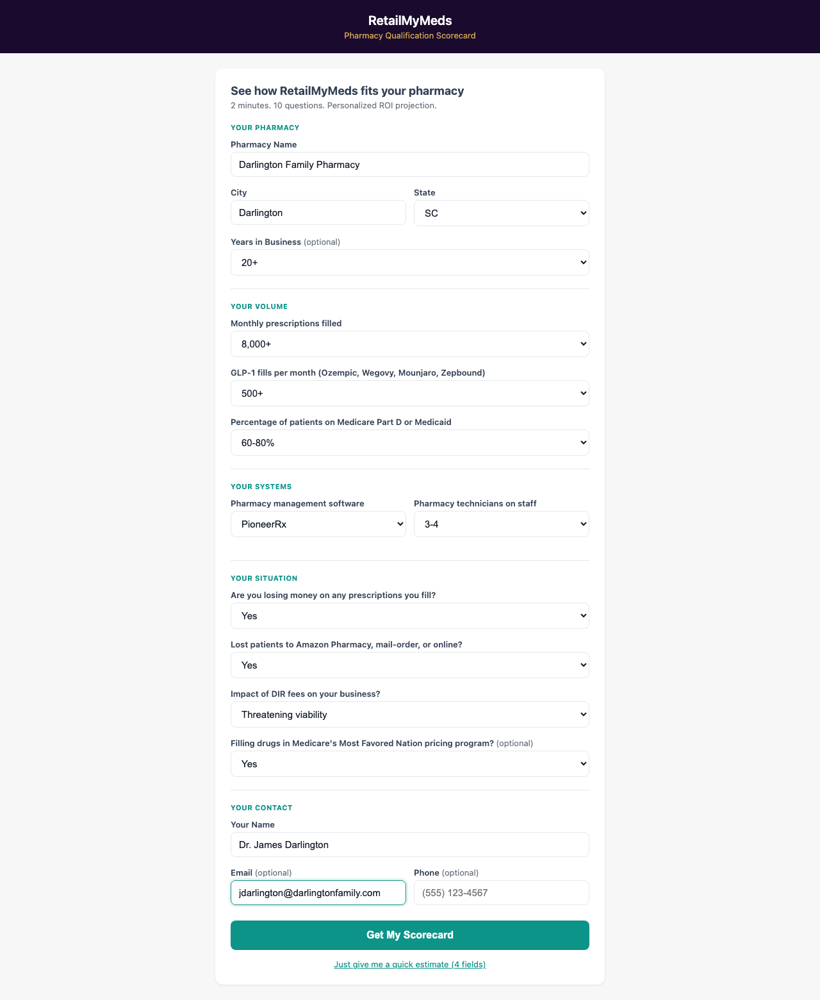 RetailMyMeds
Pharmacy Qualification Scorecard
See how RetailMyMeds fits your pharmacy
2 minutes. 10 questions. Personalized ROI projection.
YOUR PHARMACY
Pharmacy Name
Darlington Family Pharmacy
City
State
Darlington
SC
Years in Business (optional)
20+
YOUR VOLUME
Monthly prescriptions filled
8,000+
GLP-1 fills per month (Ozempic, Wegovy, Mounjaro, Zepbound)
500+
Percentage of patients on Medicare Part D or Medicaid
60-80%
YOUR SYSTEMS
Pharmacy management software
Pharmacy technicians on staff
PioneerRx
3-4
YOUR SITUATION
Are you losing money on any prescriptions you fill?
Yes
Lost patients to Amazon Pharmacy, mail-order, or online?
Yes
Impact of DIR fees on your business?
Threatening viability
Filling drugs in Medicare's Most Favored Nation pricing program? (optional)
Yes
YOUR CONTACT
Your Name
Dr. James Darlington
Email (optional)
Phone (optional)
jdarlington@darlingtonfamily.com
(555) 123-4567
Get My Scorecard
Just give me a quick estimate (4 fields)